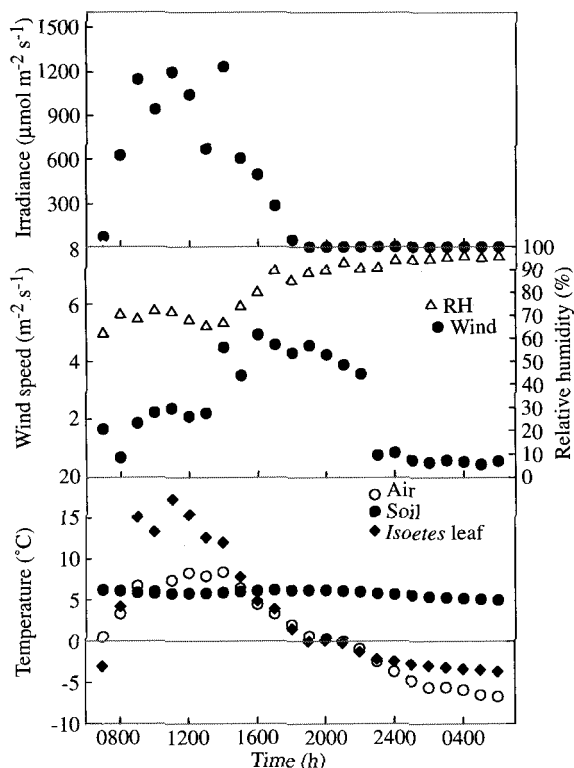 1500
1200
900
600
300
Irradiance (μmol m⁻² s⁻¹)
8
6
4
2
20
Wind speed (m⁻² s⁻¹)
100
90
80
70
60
50
40
30
20
10
0
Relative humidity (%)
△ RH
● Wind
15
10
5
0
-5
-10
Temperature (°C)
○ Air
● Soil
◆ Isoetes leaf
0800 1200 1600 2000 2400 0400
Time (h)